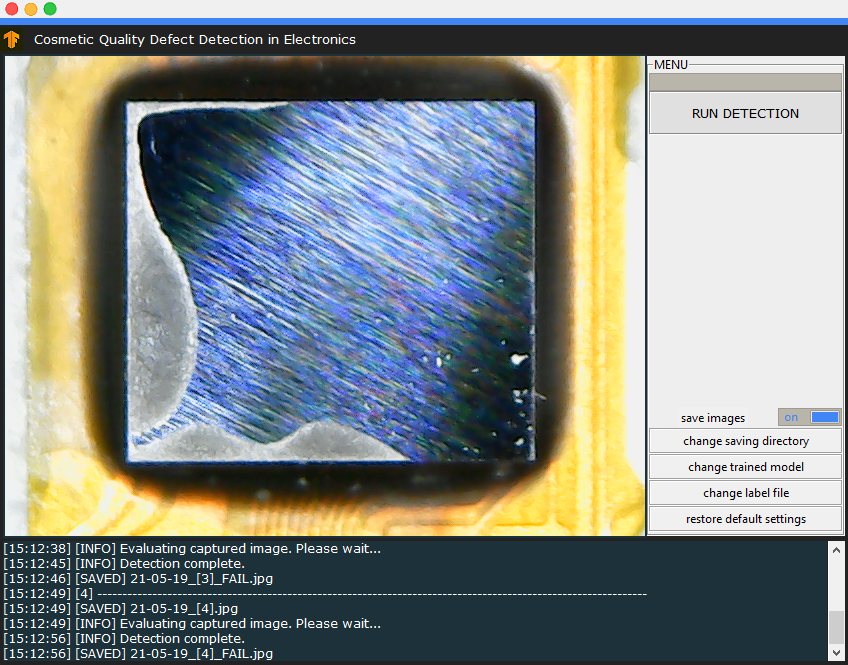 Cosmetic Quality Defect Detection in Electronics
MENU
RUN DETECTION
save images
on
change saving directory
change trained model
change label file
restore default settings
[15:12:38] [INFO] Evaluating captured image. Please wait...
[15:12:45] [INFO] Detection complete.
[15:12:46] [SAVED] 21-05-19_[3]_FAIL.jpg
[15:12:49] [4] --------------------------------------------------------------------------------------------------------------
[15:12:49] [SAVED] 21-05-19_[4].jpg
[15:12:49] [INFO] Evaluating captured image. Please wait...
[15:12:56] [INFO] Detection complete.
[15:12:56] [SAVED] 21-05-19_[4]_FAIL.jpg